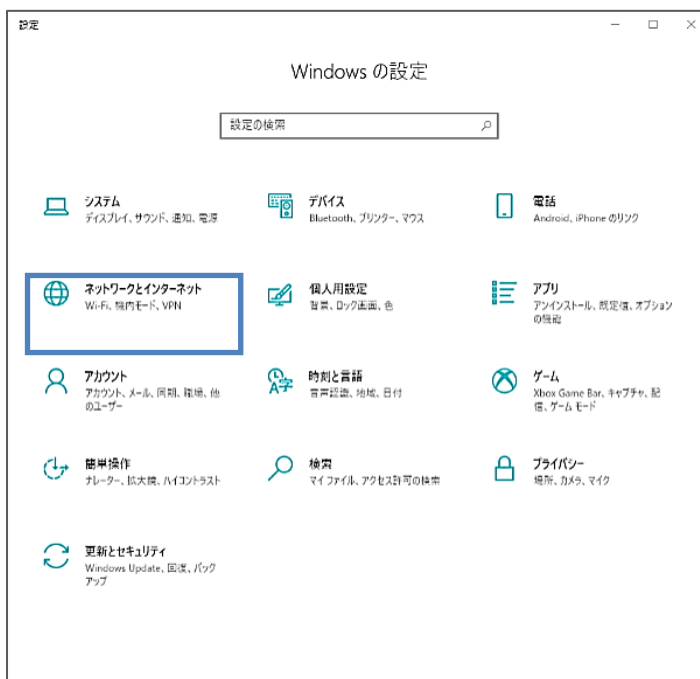 設定
Windows の設定
設定の検索
システム
ディスプレイ、サウンド、通知、電源
デバイス
Bluetooth、プリンター、マウス
電話
Android、iPhone のリンク
ネットワークとインターネット
Wi-Fi、機内モード、VPN
個人用設定
背景、ロック画面、色
アプリ
アンインストール、既定値、オプション
の機能
アカウント
アカウント、メール、同期、職場、他
のユーザー
時刻と言語
音声認識、地域、日付
ゲーム
Xbox Game Bar、キャプチャ、配
信、ゲーム モード
簡単操作
ナレーター、拡大鏡、ハイコントラスト
検索
マイ ファイル、アクセス許可の検索
プライバシー
場所、カメラ、マイク
更新とセキュリティ
Windows Update、回復、バック
アップ